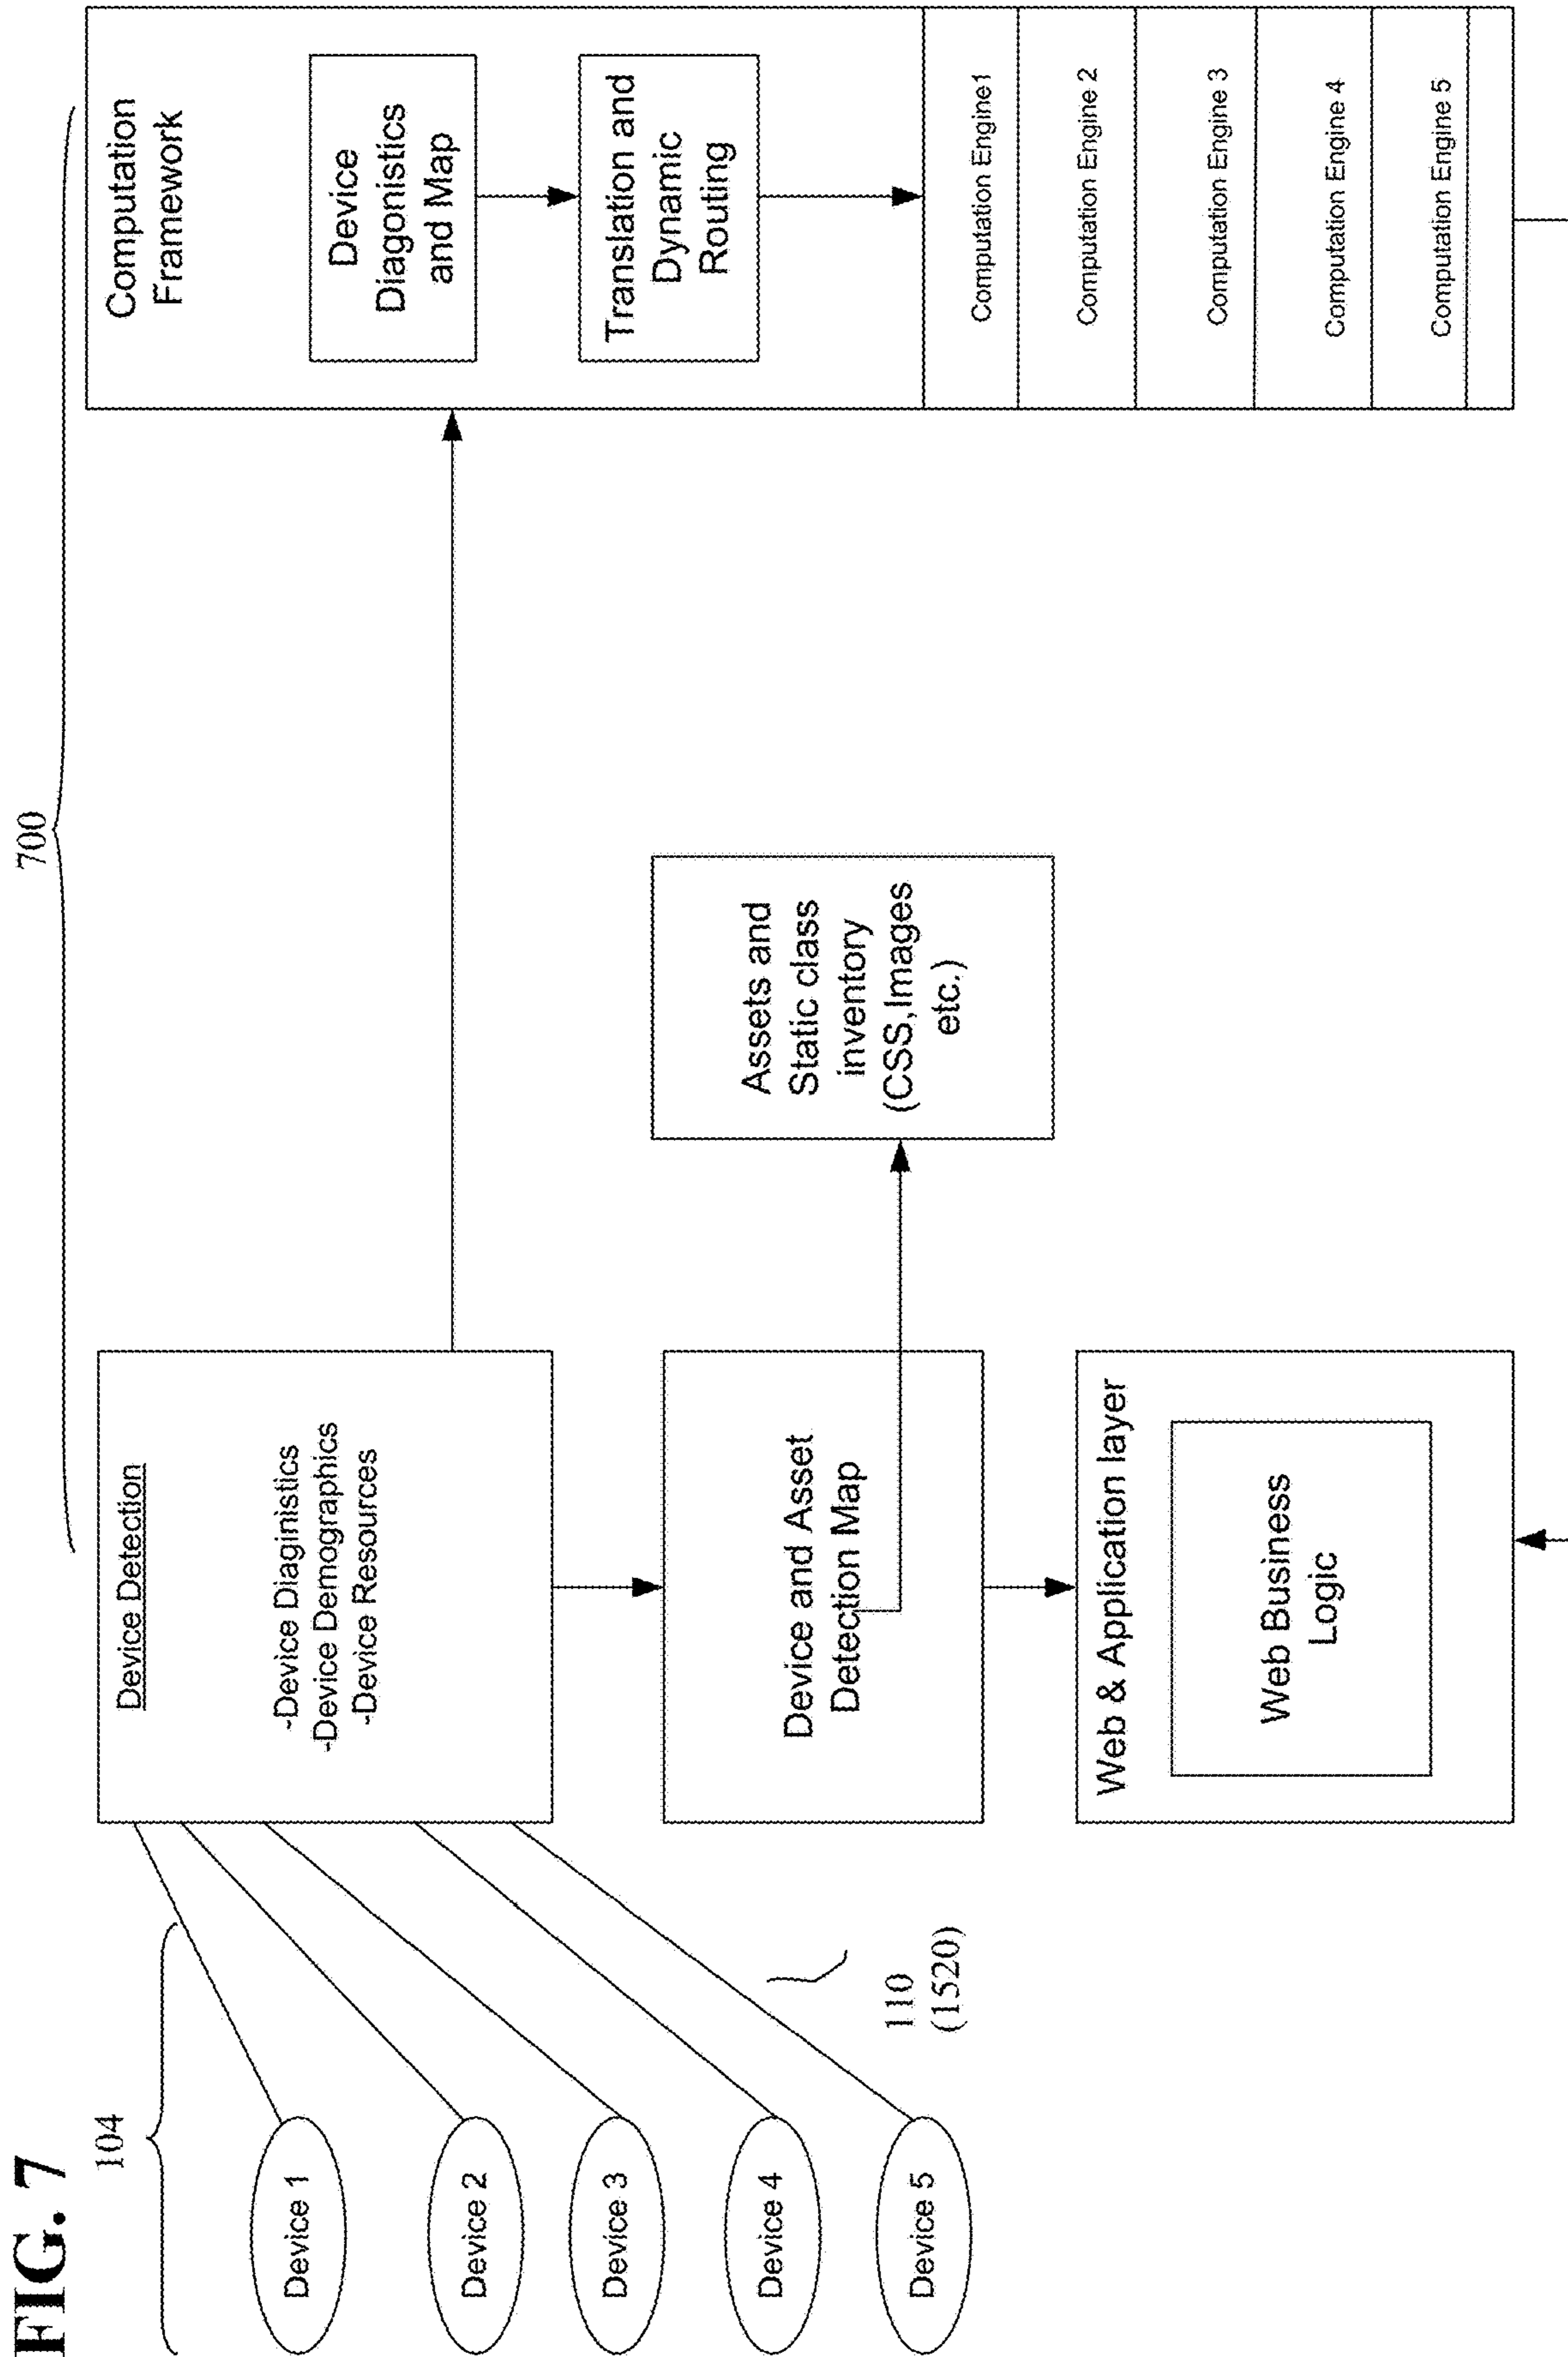 FIG. 7
104
Device 1
Device 2
Device 3
Device 4
Device 5
110
(1520)
700
Device Detection
-Device Diaginistics
-Device Demographics
-Device Resources
Device and Asset
Detection Map
Web & Application layer
Web Business
Logic
Assets and
Static class
inventory
(CSS,Images
etc.)
Computation
Framework
Device
Diagonistics
and Map
Translation and
Dynamic
Routing
Computation Engine1
Computation Engine 2
Computation Engine 3
Computation Engine 4
Computation Engine 5